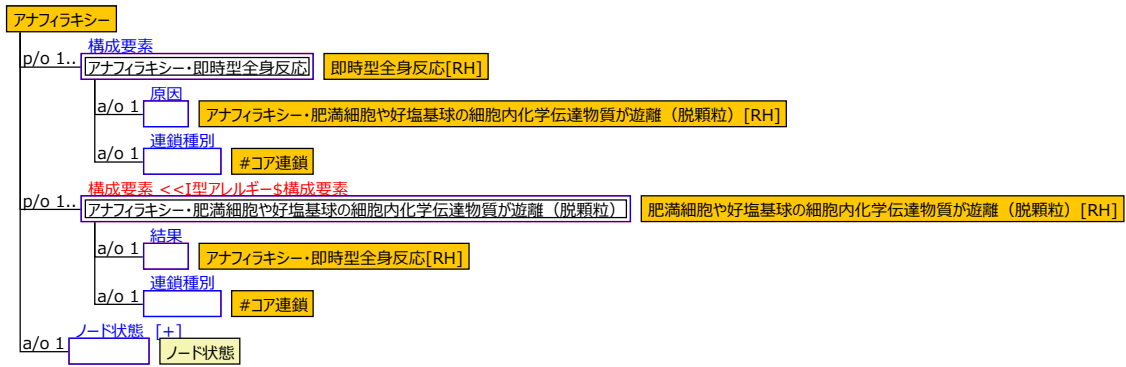 アナフィラキシー
構成要素
p/o 1.. アナフィラキシー・即時型全身反応 即時型全身反応[RH]
原因
a/o 1 アナフィラキシー・肥満細胞や好塩基球の細胞内化学伝達物質が遊離（脱顆粒）[RH]
連鎖種別
a/o 1 #コア連鎖
構成要素 <<I型アレルギー$構成要素
p/o 1.. アナフィラキシー・肥満細胞や好塩基球の細胞内化学伝達物質が遊離（脱顆粒） 肥満細胞や好塩基球の細胞内化学伝達物質が遊離（脱顆粒）[RH]
結果
a/o 1 アナフィラキシー・即時型全身反応[RH]
連鎖種別
a/o 1 #コア連鎖
ノード状態 [+]
a/o 1 ノード状態